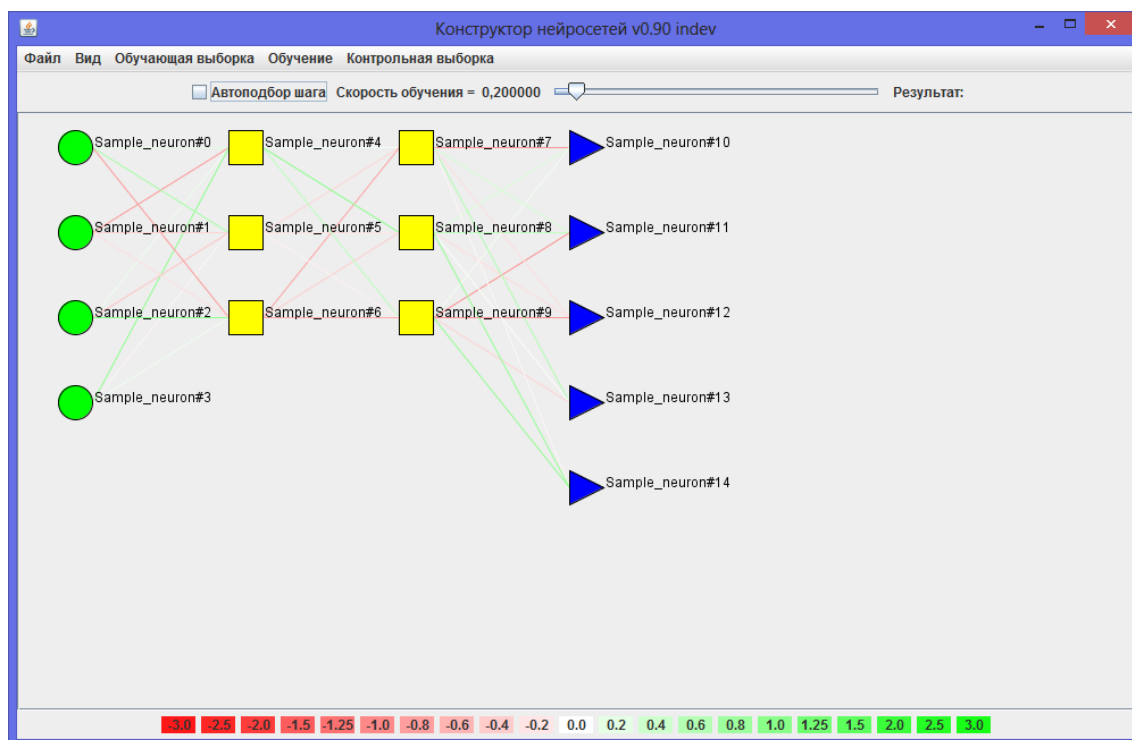 Конструктор нейросетей v0.90 indev
Файл Вид Обучающая выборка Обучение Контрольная выборка
Автоподбор шага Скорость обучения = 0,200000 Результат:
Sample_neuron#0 Sample_neuron#4 Sample_neuron#7 Sample_neuron#10
Sample_neuron#1 Sample_neuron#5 Sample_neuron#8 Sample_neuron#11
Sample_neuron#2 Sample_neuron#6 Sample_neuron#9 Sample_neuron#12
Sample_neuron#3 Sample_neuron#13
Sample_neuron#14
-3.0 -2.5 -2.0 -1.5 -1.25 -1.0 -0.8 -0.6 -0.4 -0.2 0.0 0.2 0.4 0.6 0.8 1.0 1.25 1.5 2.0 2.5 3.0